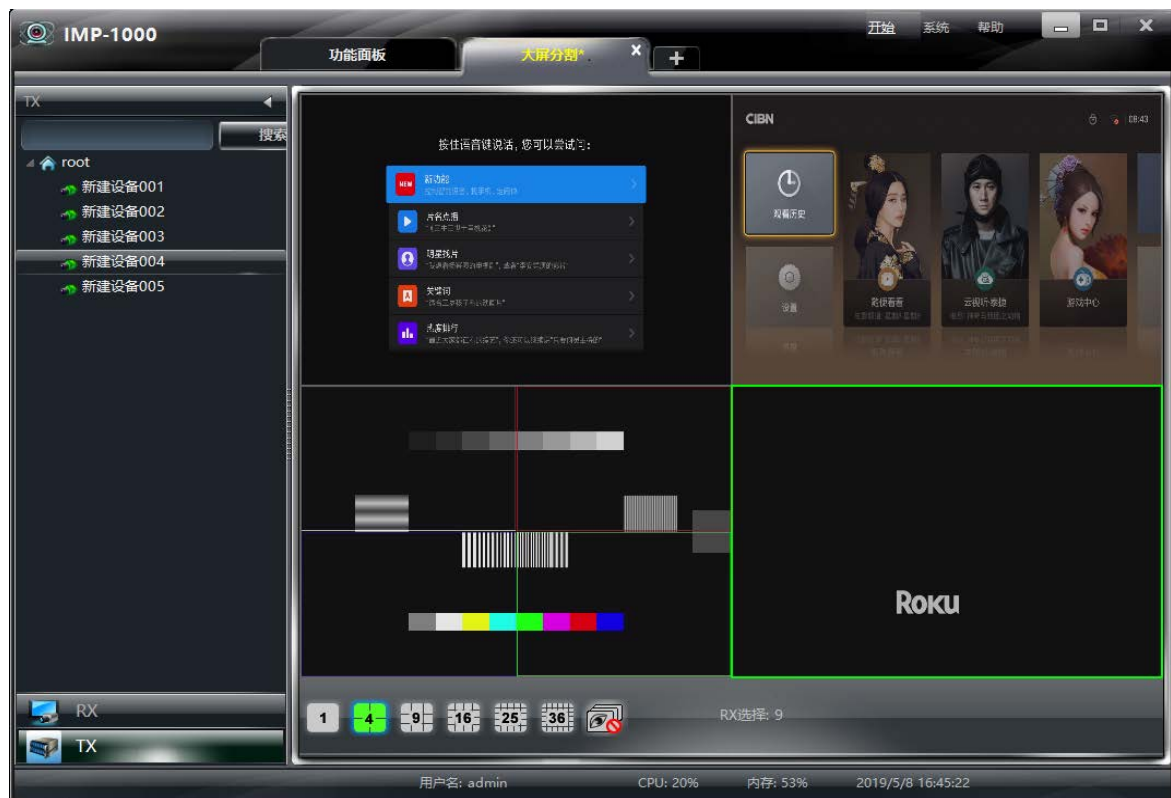 IMP-1000
开始 系统 帮助
功能面板
大屏分割*
TX
搜索
root
新建设备001
新建设备002
新建设备003
新建设备004
新建设备005
按住语音键说话，您可以尝试问：
NEW 新功能
片名点播
明星找片
关键词
热度排行
CIBN
08:43
观看历史
设置
云视听·泰捷
游戏中心
Roku
1 4 9 16 25 36
RX选择: 9
RX
TX
用户名: admin CPU: 20% 内存: 53% 2019/5/8 16:45:22